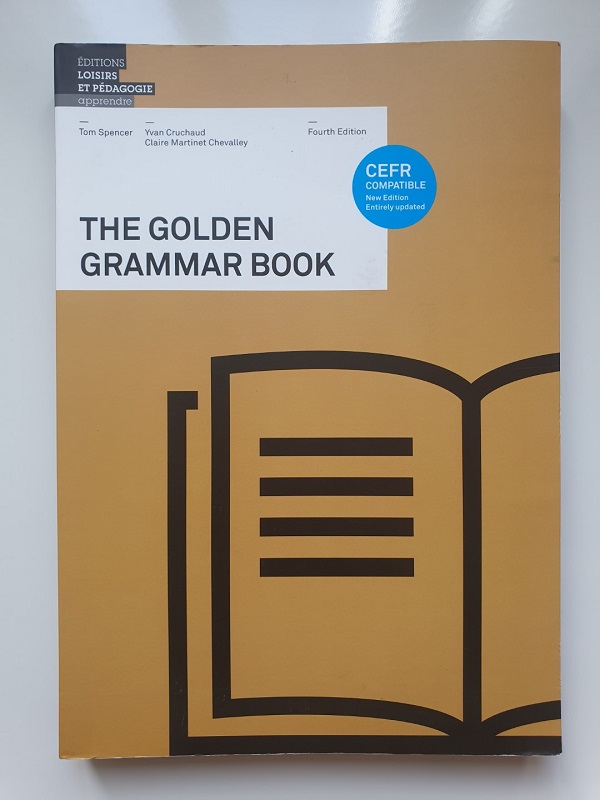 ÉDITIONS
LOISIRS
ET PÉDAGOGIE
apprendre
Tom Spencer
Yvan Cruchaud
Claire Martinet Chevalley
Fourth Edition
CEFR
COMPATIBLE
New Edition
Entirely updated
THE GOLDEN
GRAMMAR BOOK